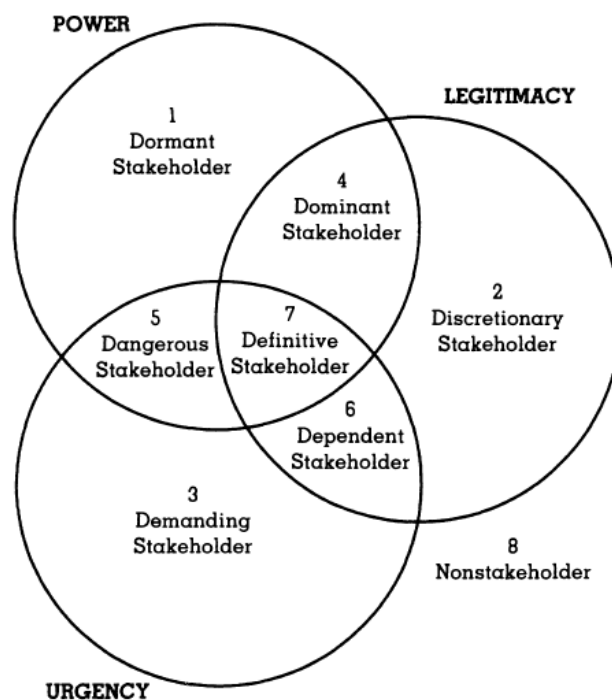 POWER
LEGITIMACY
1
Dormant
Stakeholder
4
Dominant
Stakeholder
2
Discretionary
Stakeholder
5
Dangerous
Stakeholder
7
Definitive
Stakeholder
6
Dependent
Stakeholder
3
Demanding
Stakeholder
8
Nonstakeholder
URGENCY